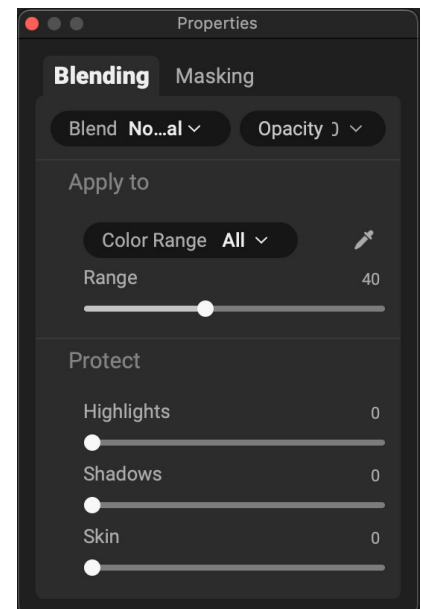 Properties
Blending Masking
Blend No...al Opacity
Apply to
Color Range All
Range 40
Protect
Highlights 0
Shadows 0
Skin 0